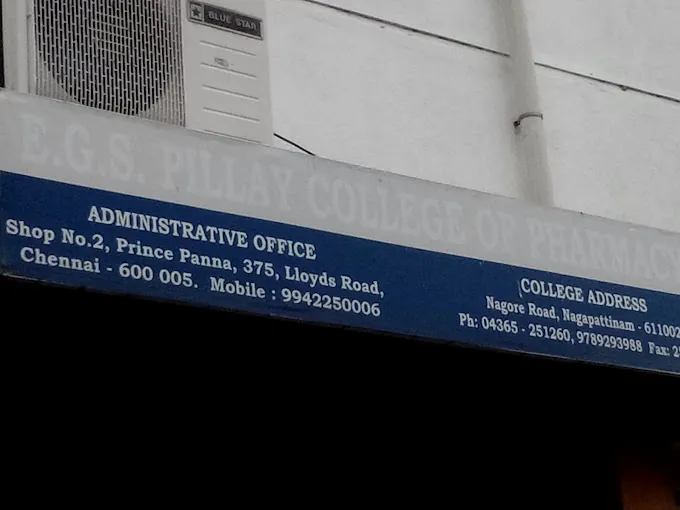 BLUE STAR
E.G.S. PILLAY COLLEGE OF PHARMACY
ADMINISTRATIVE OFFICE
Shop No.2, Prince Panna, 375, Lloyds Road,
Chennai - 600 005. Mobile : 9942250006
COLLEGE ADDRESS
Nagore Road, Nagapattinam - 611002
Ph: 04365 - 251260, 9789293988 Fax: 2